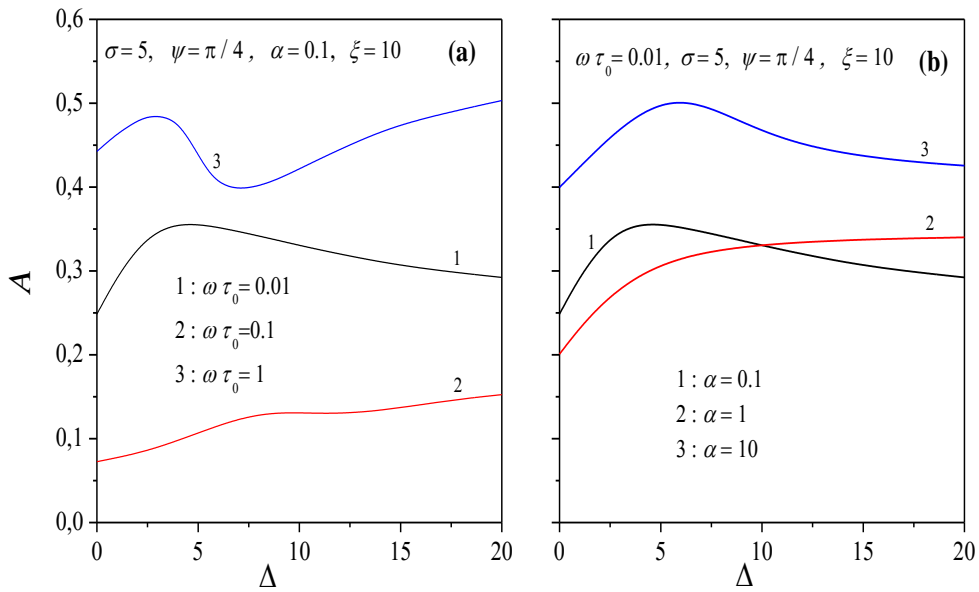 0,6
0,5
0,4
0,3
0,2
0,1
0,0
A
σ=5, ψ=π/4, α=0.1, ξ=10 (a)
3
1
1 : ω τ₀=0.01
2 : ω τ₀=0.1
3 : ω τ₀=1
2
0 5 10 15 20
Δ
ω τ₀=0.01, σ=5, ψ=π/4, ξ=10 (b)
3
2
1
1 : α=0.1
2 : α=1
3 : α=10
0 5 10 15 20
Δ